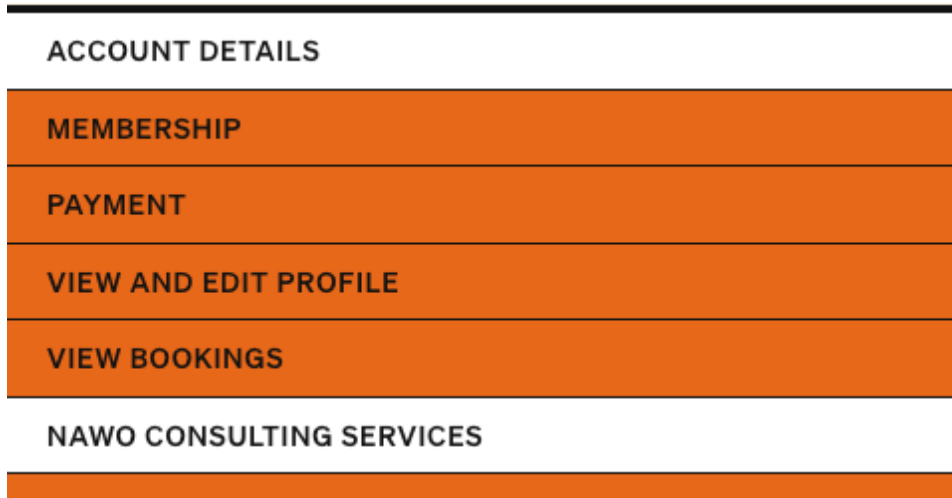 ACCOUNT DETAILS
MEMBERSHIP
PAYMENT
VIEW AND EDIT PROFILE
VIEW BOOKINGS
NAWO CONSULTING SERVICES